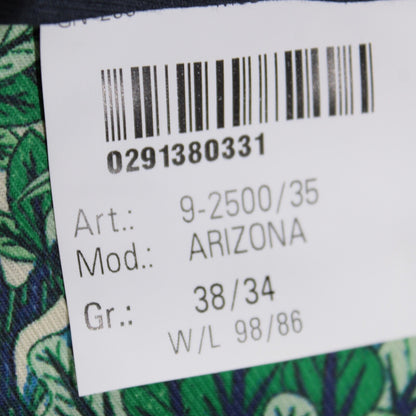 0291380331
Art.: 9-2500/35
Mod.: ARIZONA
Gr.: 38/34
W/L 98/86